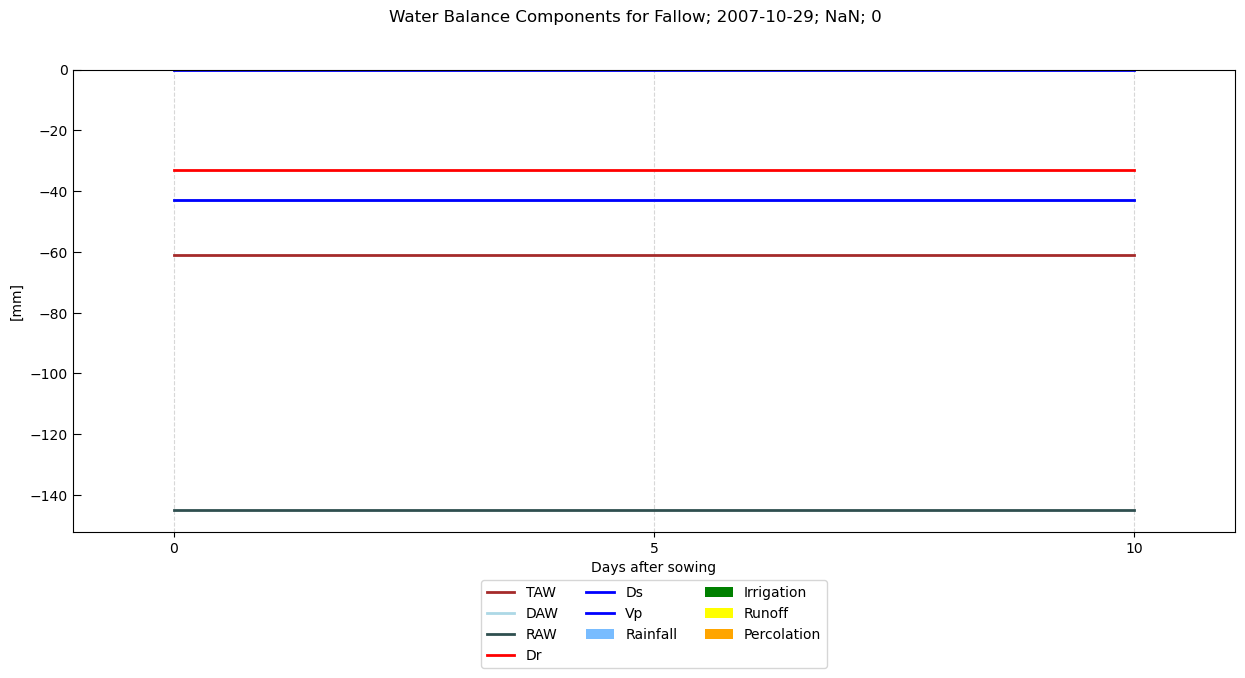 Water Balance Components for Fallow; 2007-10-29; NaN; 0
0
−20
−40
−60
−80
−100
−120
−140
[mm]
0 5 10
Days after sowing
TAW Ds Irrigation
DAW Vp Runoff
RAW Rainfall Percolation
Dr